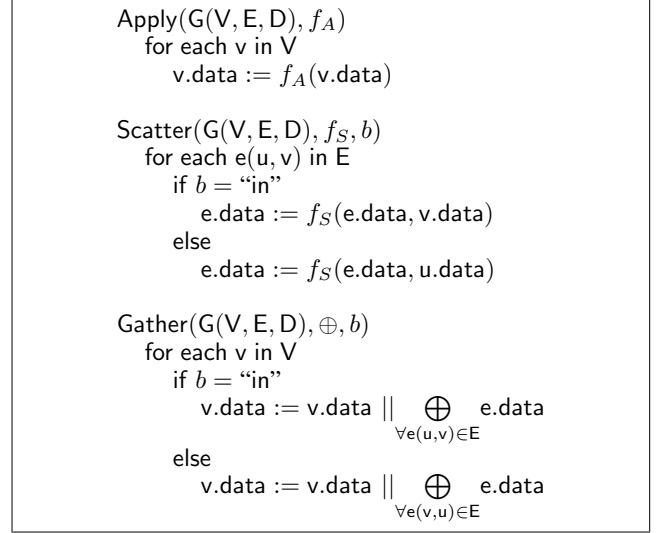 Apply(G(V, E, D), f_A)
for each v in V
v.data := f_A(v.data)
Scatter(G(V, E, D), f_S, b)
for each e(u, v) in E
if b = “in”
e.data := f_S(e.data, v.data)
else
e.data := f_S(e.data, u.data)
Gather(G(V, E, D), ⊕, b)
for each v in V
if b = “in”
v.data := v.data || ⊕ e.data
∀e(u,v)∈E
else
v.data := v.data || ⊕ e.data
∀e(v,u)∈E